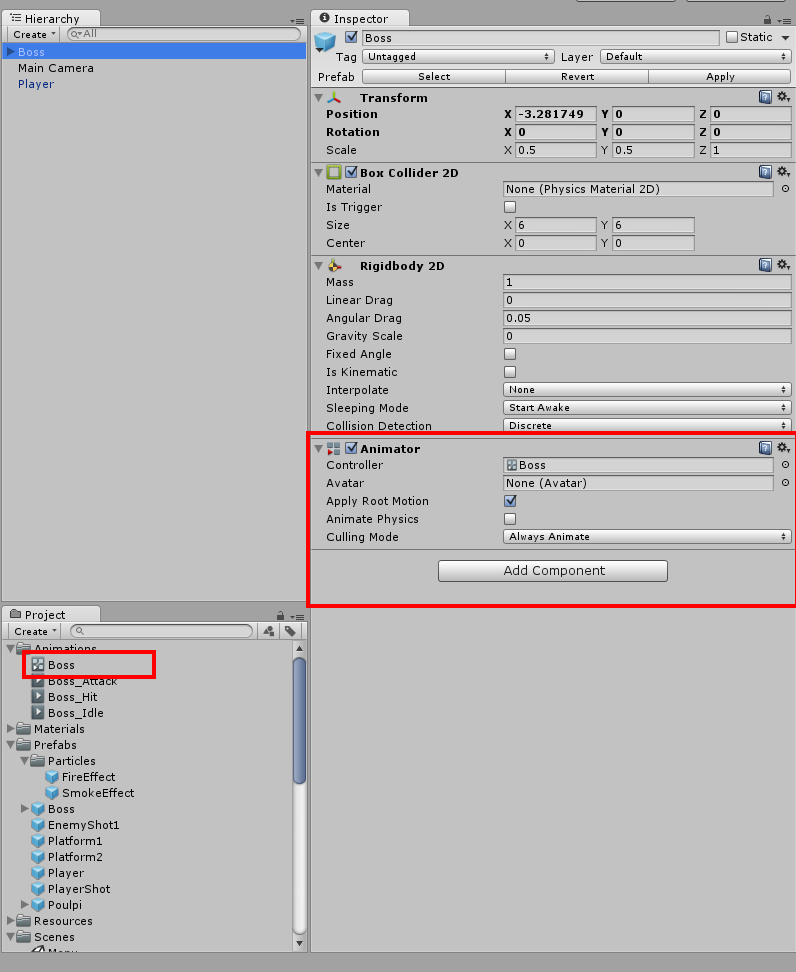 Hierarchy
Create All
Boss
Main Camera
Player
Inspector
Boss Static
Tag Untagged Layer Default
Prefab Select Revert Apply
Transform
Position X -3.281749 Y 0 Z 0
Rotation X 0 Y 0 Z 0
Scale X 0.5 Y 0.5 Z 1
Box Collider 2D
Material None (Physics Material 2D)
Is Trigger
Size X 6 Y 6
Center X 0 Y 0
Rigidbody 2D
Mass 1
Linear Drag 0
Angular Drag 0.05
Gravity Scale 0
Fixed Angle
Is Kinematic
Interpolate None
Sleeping Mode Start Awake
Collision Detection Discrete
Animator
Controller Boss
Avatar None (Avatar)
Apply Root Motion
Animate Physics
Culling Mode Always Animate
Add Component
Project
Create
Animations
Boss
Boss_Attack
Boss_Hit
Boss_Idle
Materials
Prefabs
Particles
FireEffect
SmokeEffect
Boss
EnemyShot1
Platform1
Platform2
Player
PlayerShot
Poulpi
Resources
Scenes
Menu